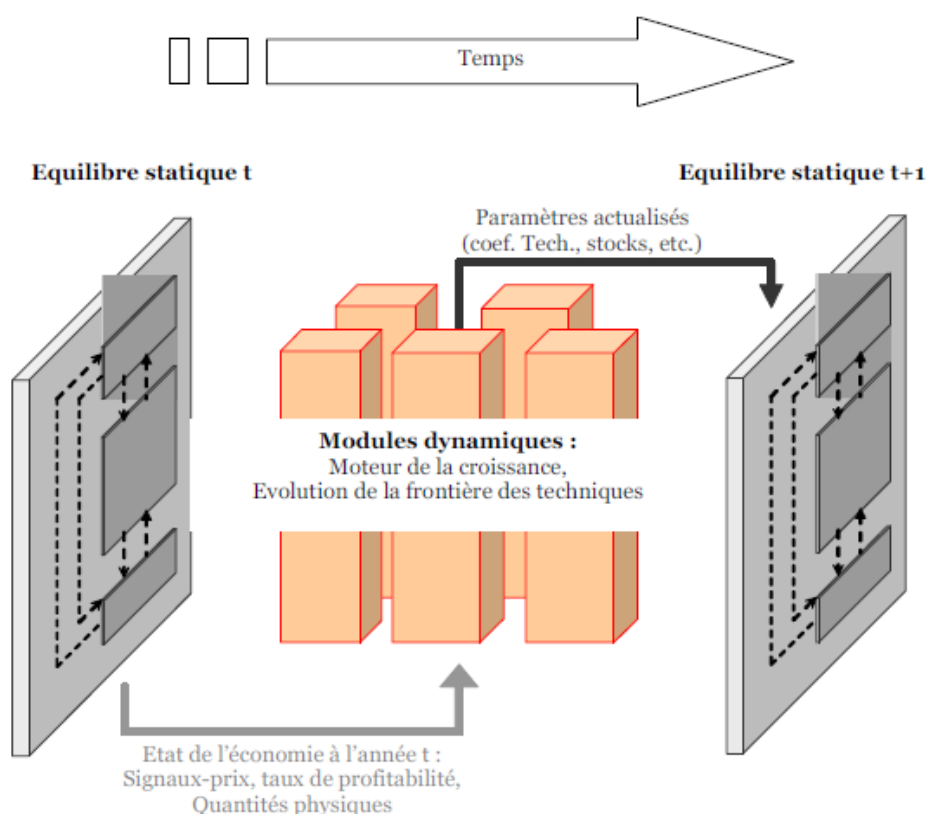 Temps
Equilibre statique t
Equilibre statique t+1
Paramètres actualisés
(coef. Tech., stocks, etc.)
Modules dynamiques :
Moteur de la croissance,
Evolution de la frontière des techniques
Etat de l'économie à l'année t :
Signaux-prix, taux de profitabilité,
Quantités physiques